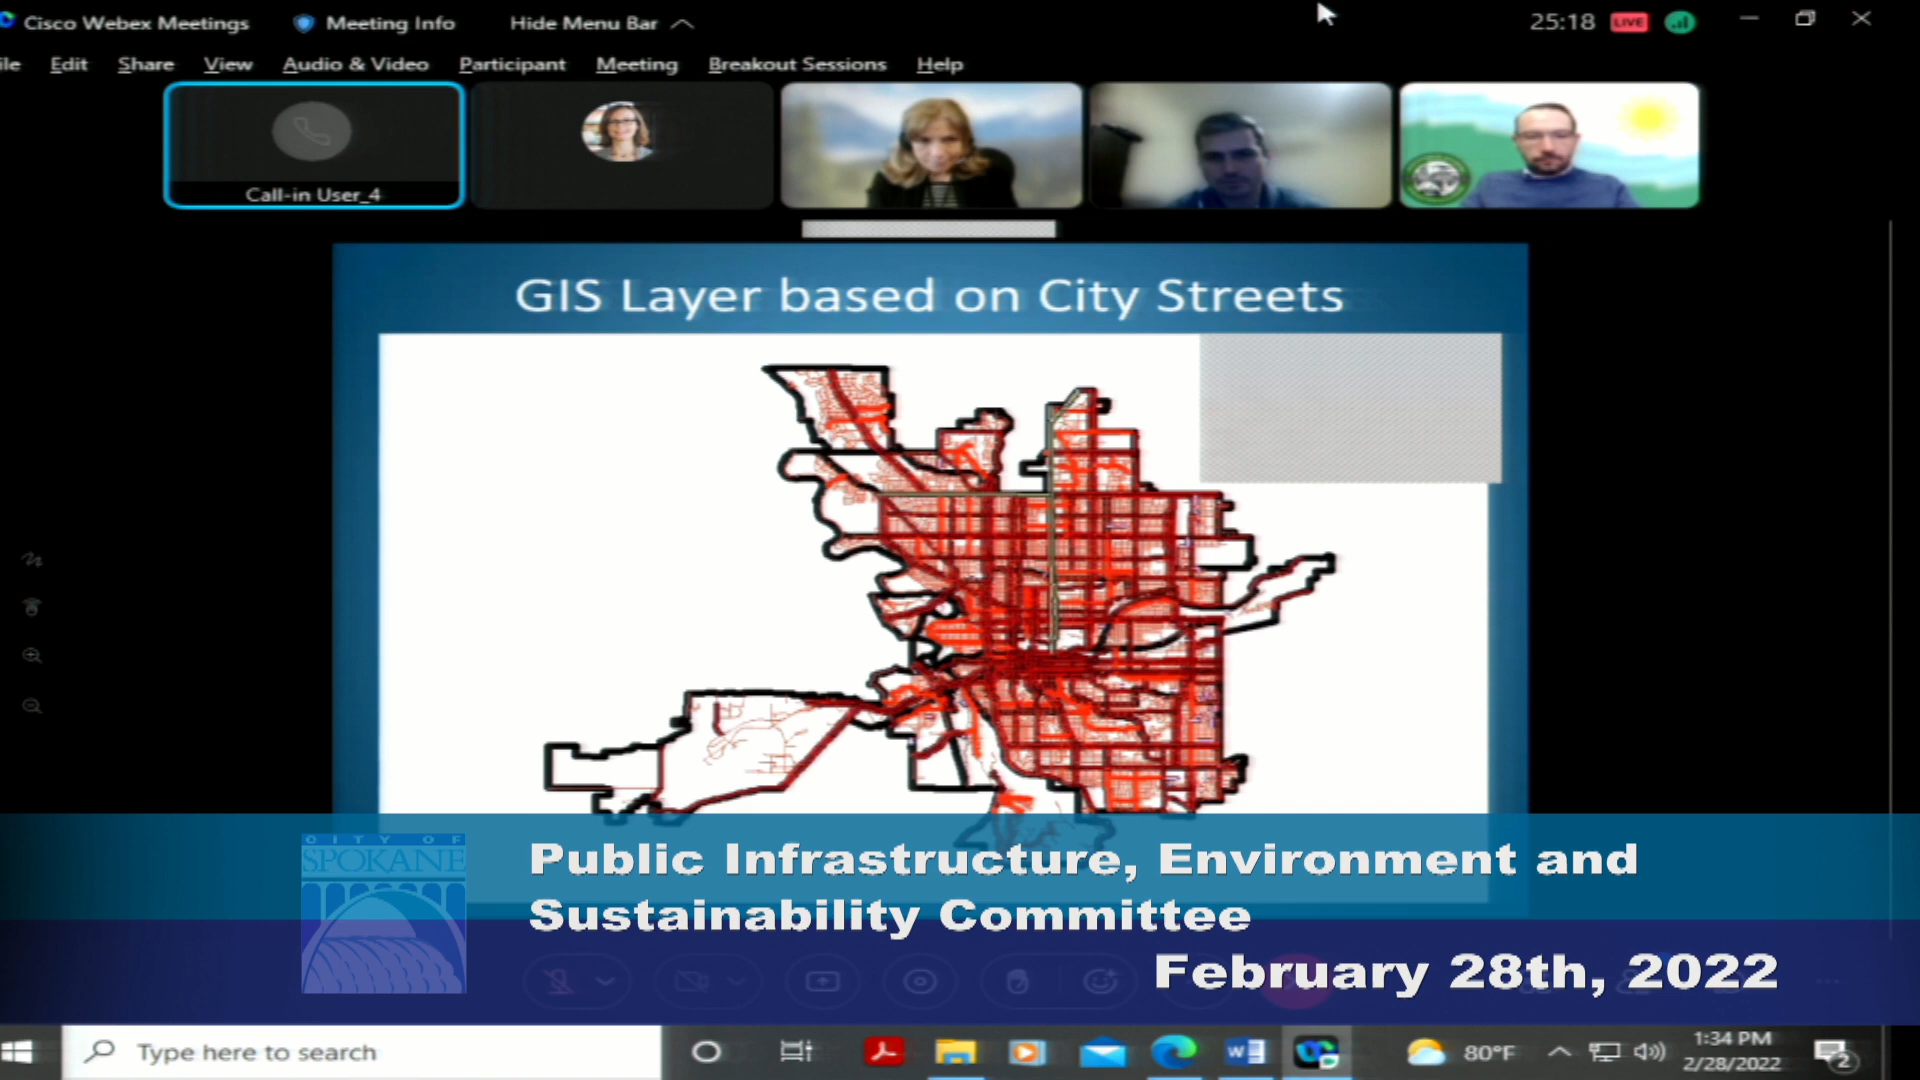 Cisco Webex Meetings
Meeting Info
Hide Menu Bar
25:18
LIVE
ile Edit Share View Audio & Video Participant Meeting Breakout Sessions Help
Call-in User_4
GIS Layer based on City Streets
CITY OF
SPOKANE
Public Infrastructure, Environment and
Sustainability Committee
February 28th, 2022
Type here to search
80°F
1:34 PM
2/28/2022
2